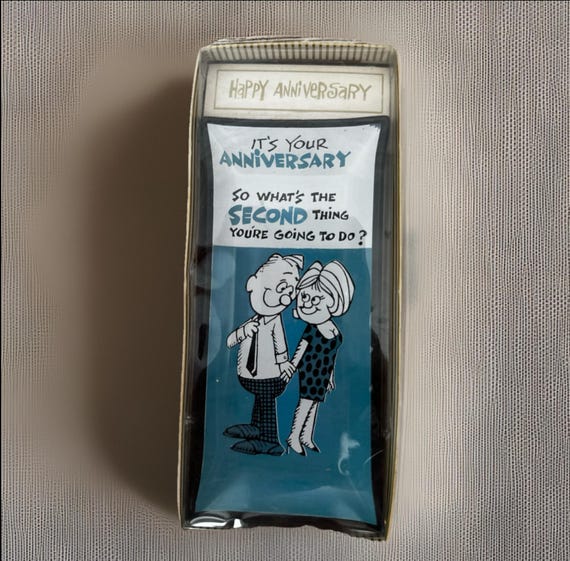 HAPPY ANNIVERSARY
IT'S YOUR
ANNIVERSARY
SO WHAT'S THE
SECOND THING
YOU'RE GOING TO DO?